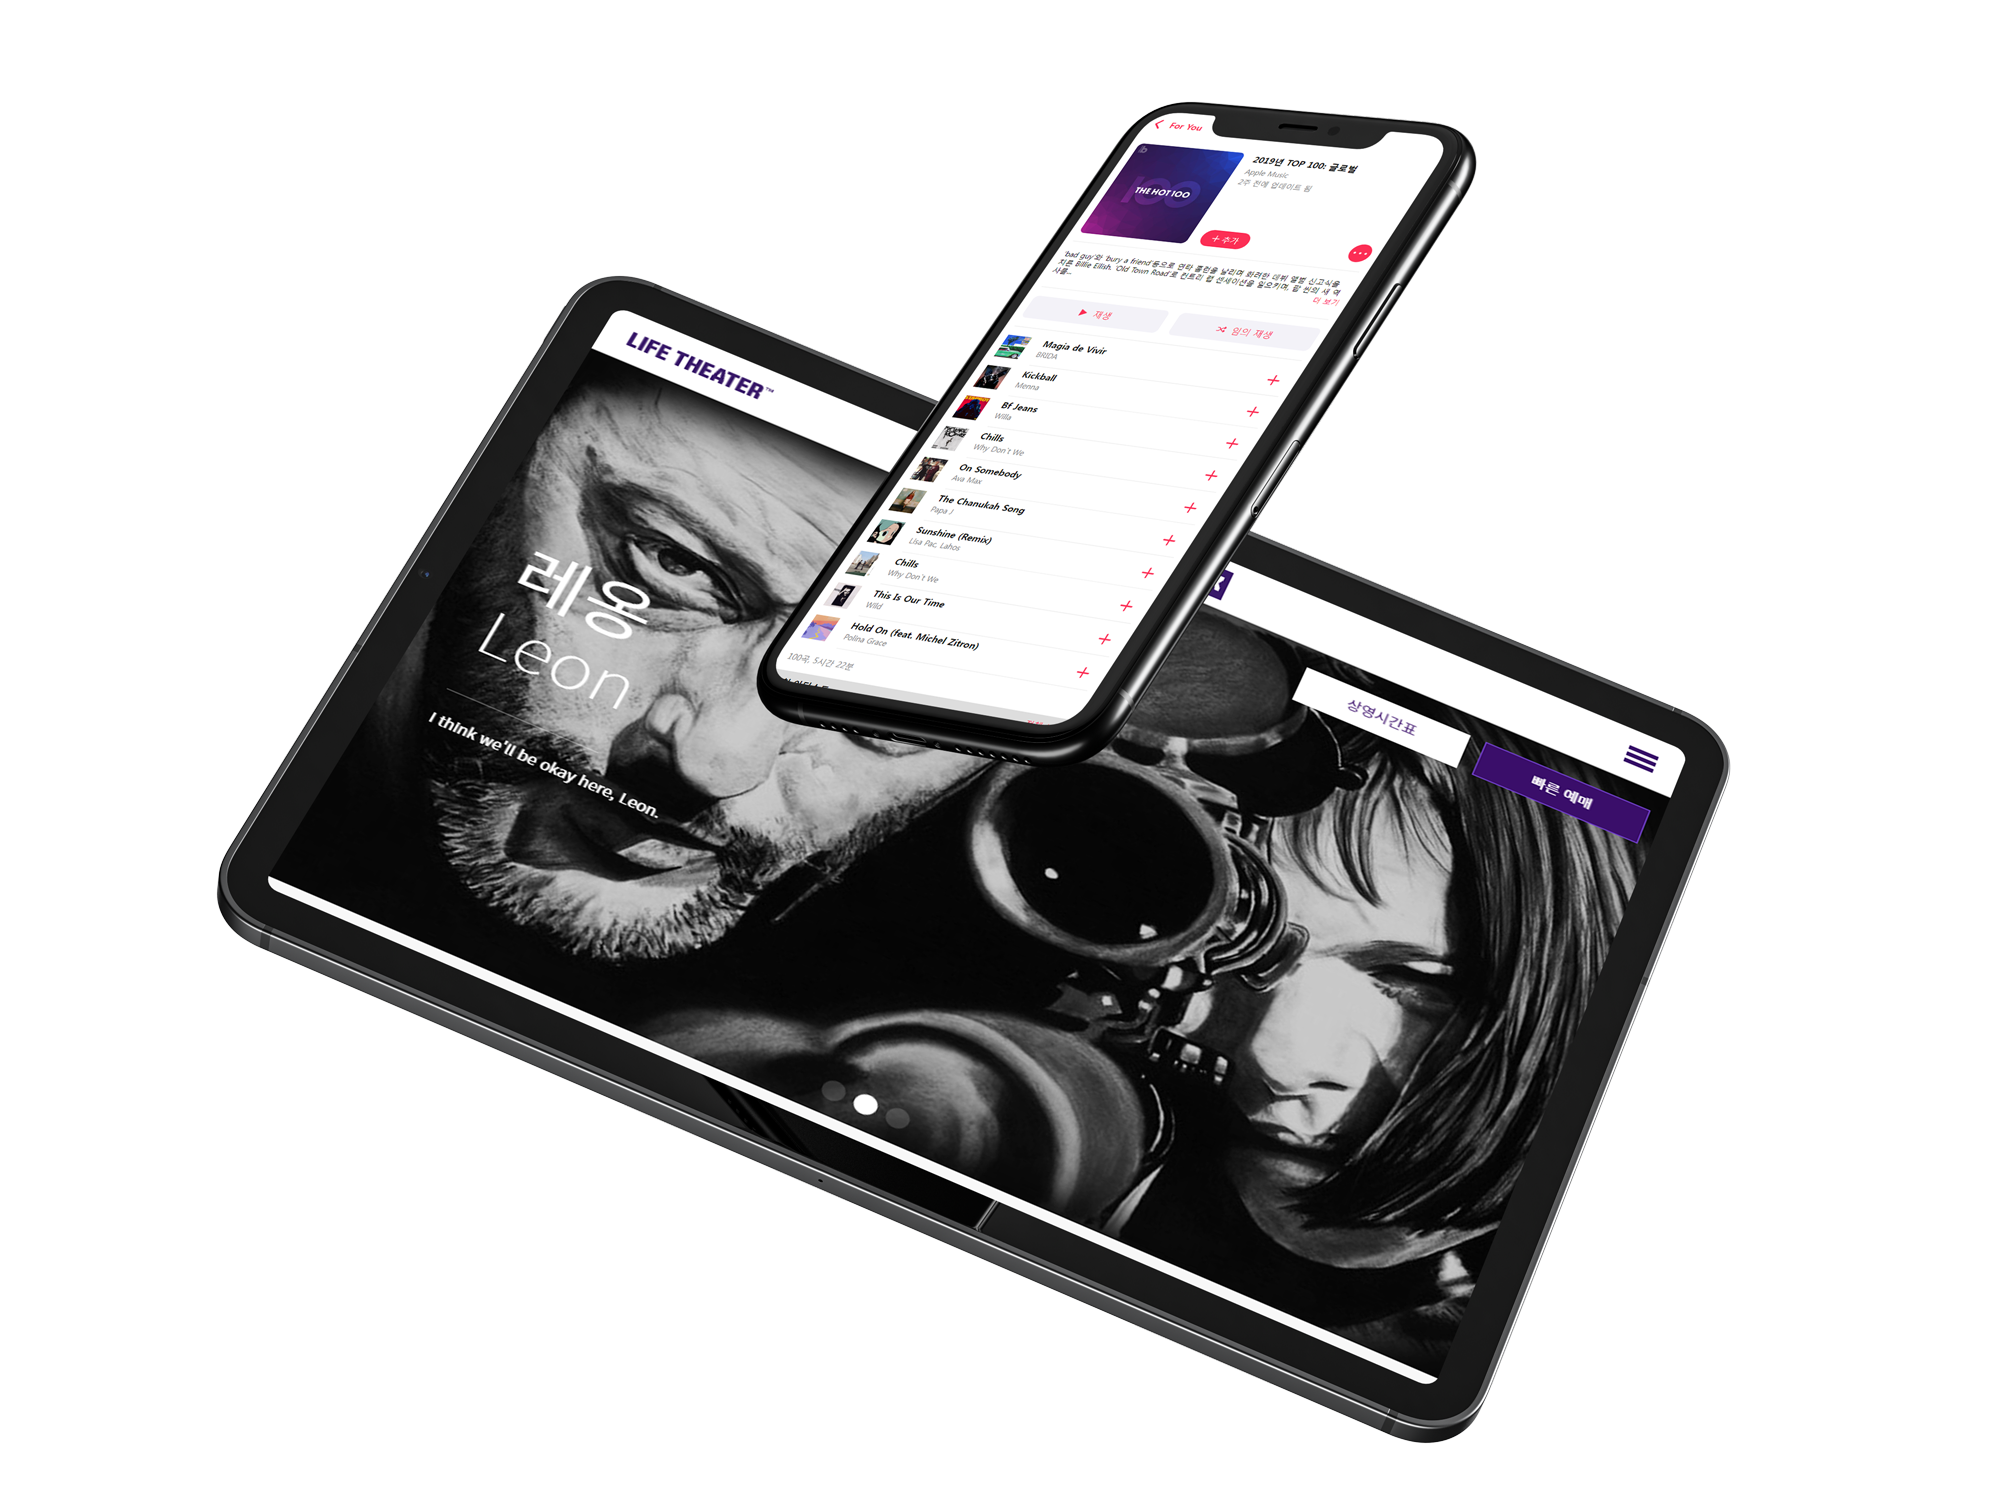 For You
2019년 TOP 100: 글로벌
Apple Music
2주 전에 업데이트 됨
THE HOT 100
+ 추가
'bad guy'와 'bury a friend'등으로 연타 홈런을 날리며 화려한 데뷔 앨범 신고식을
치른 Billie Eilish. 'Old Town Road'로 컨트리 랩 센세이션을 일으키며, 팝 씬의 새 역
사를...
더 보기
재생
임의 재생
Magia de Vivir
BRIDA
Kickball
Menna
Bf Jeans
Willa
Chills
Why Don't We
On Somebody
Ava Max
The Chanukah Song
Papa J
Sunshine (Remix)
Lisa Pac, Lahos
Chills
Why Don't We
This Is Our Time
Wild
Hold On (feat. Michel Zitron)
Polina Grace
100곡, 5시간 22분
LIFE THEATER™
레옹
Leon
I think we'll be okay here, Leon.
상영시간표
빠른 예매